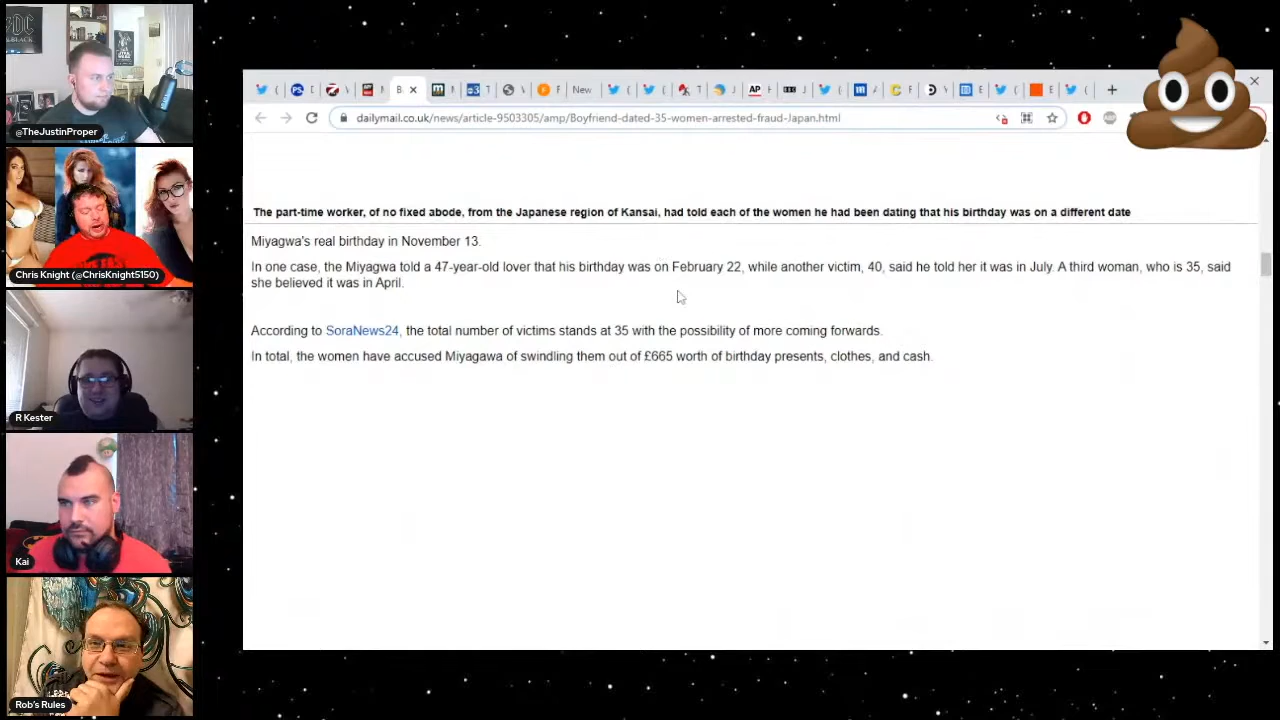 @TheJustinProper
Chris Knight (@ChrisKnight5150)
R Kester
Kai
Rob's Rules
dailymail.co.uk/news/article-9503305/amp/Boyfriend-dated-35-women-arrested-fraud-Japan.html
The part-time worker, of no fixed abode, from the Japanese region of Kansai, had told each of the women he had been dating that his birthday was on a different date
Miyagwa's real birthday in November 13.
In one case, the Miyagwa told a 47-year-old lover that his birthday was on February 22, while another victim, 40, said he told her it was in July. A third woman, who is 35, said
she believed it was in April.
According to SoraNews24, the total number of victims stands at 35 with the possibility of more coming forwards.
In total, the women have accused Miyagawa of swindling them out of £665 worth of birthday presents, clothes, and cash.